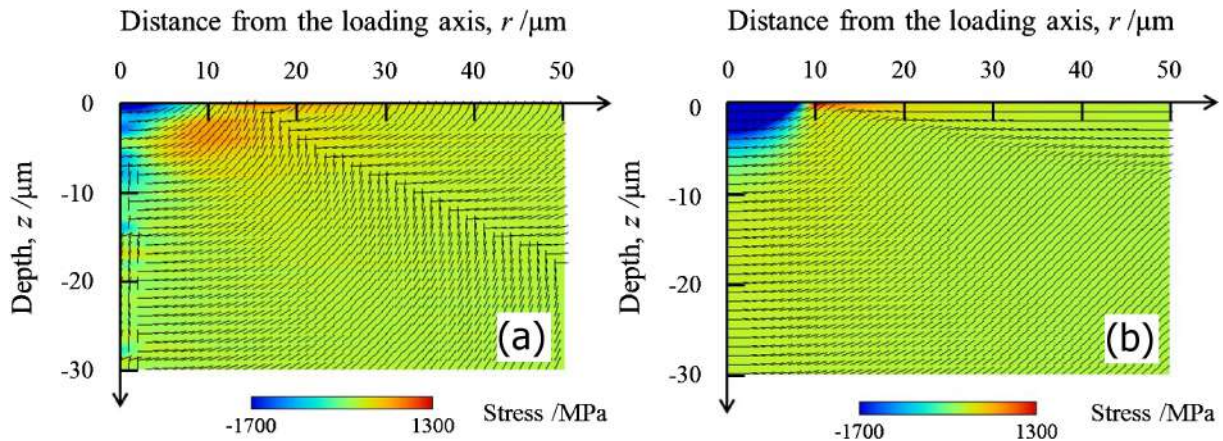 Distance from the loading axis, r /μm
0 10 20 30 40 50
0
-10
-20
-30
Depth, z /μm
(a)
-1700 1300
Stress /MPa
Distance from the loading axis, r /μm
0 10 20 30 40 50
0
-10
-20
-30
Depth, z /μm
(b)
-1700 1300
Stress /MPa